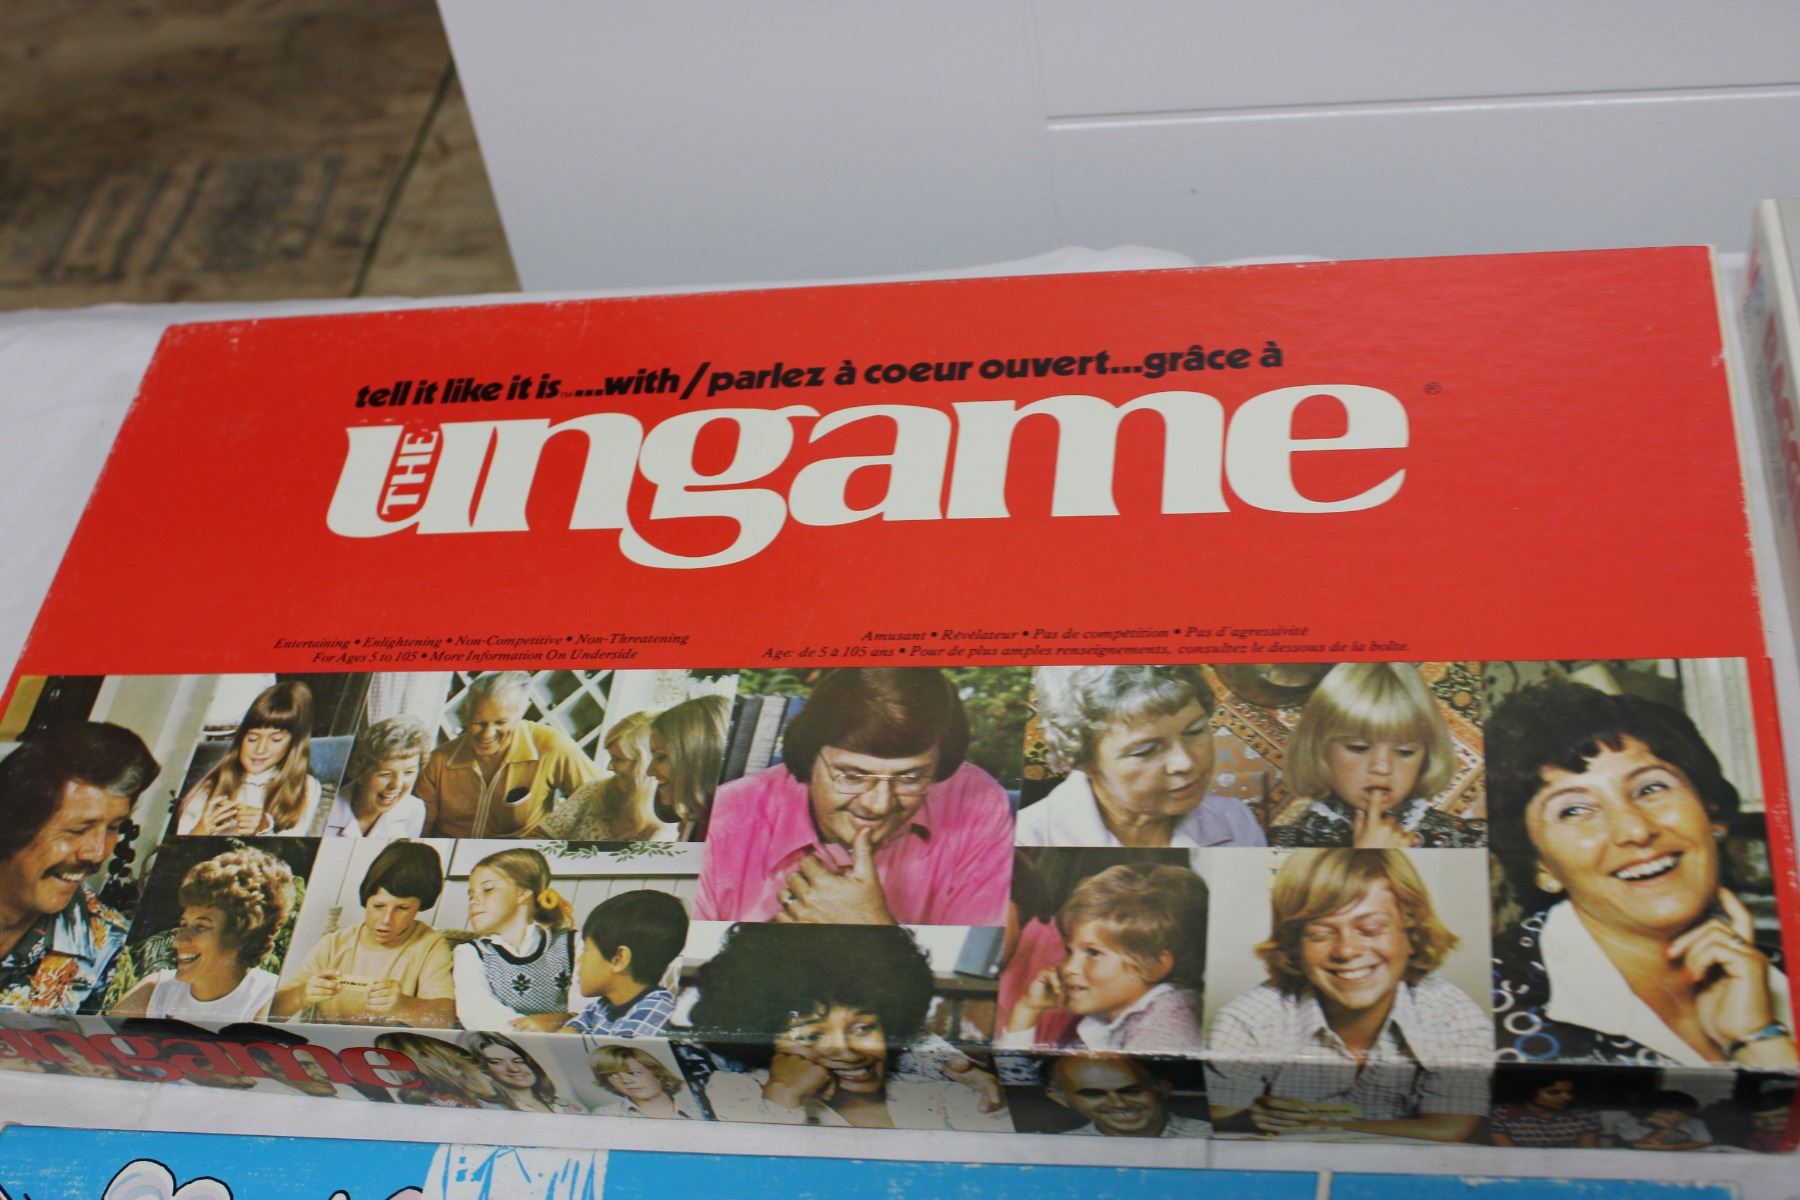 tell it like it is™...with/parlez à coeur ouvert...grâce à
THE ungame ®
Entertaining • Enlightening • Non-Competitive • Non-Threatening
For Ages 5 to 105 • More Information On Underside
Amusant • Révélateur • Pas de compétition • Pas d'agressivité
Age: de 5 à 105 ans • Pour de plus amples renseignements, consultez le dessous de la boîte.
ungame